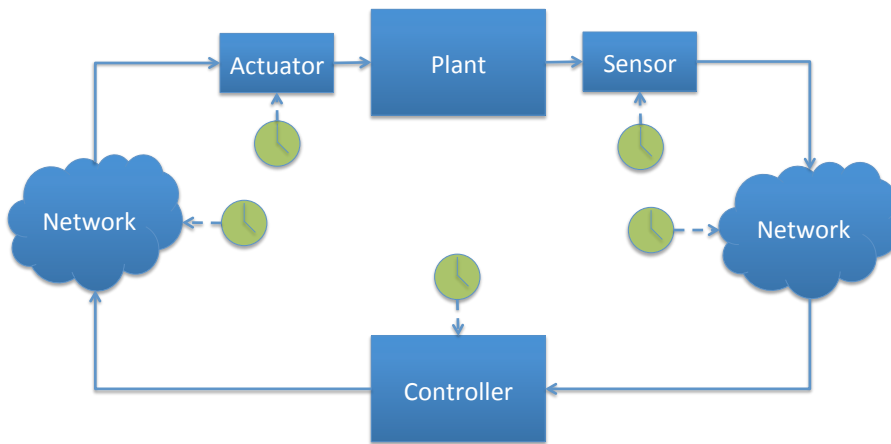 Actuator
Plant
Sensor
Network
Network
Controller